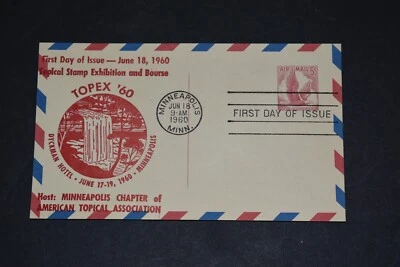 First Day of Issue — June 18, 1960
Topical Stamp Exhibition and Bourse
TOPEX '60
DYCKMAN HOTEL · JUNE 17-19, 1960 · MINNEAPOLIS
Host: MINNEAPOLIS CHAPTER of
AMERICAN TOPICAL ASSOCIATION
MINNEAPOLIS
JUN 18
9-AM
1960
MINN.
AIR MAIL
FIRST DAY OF ISSUE